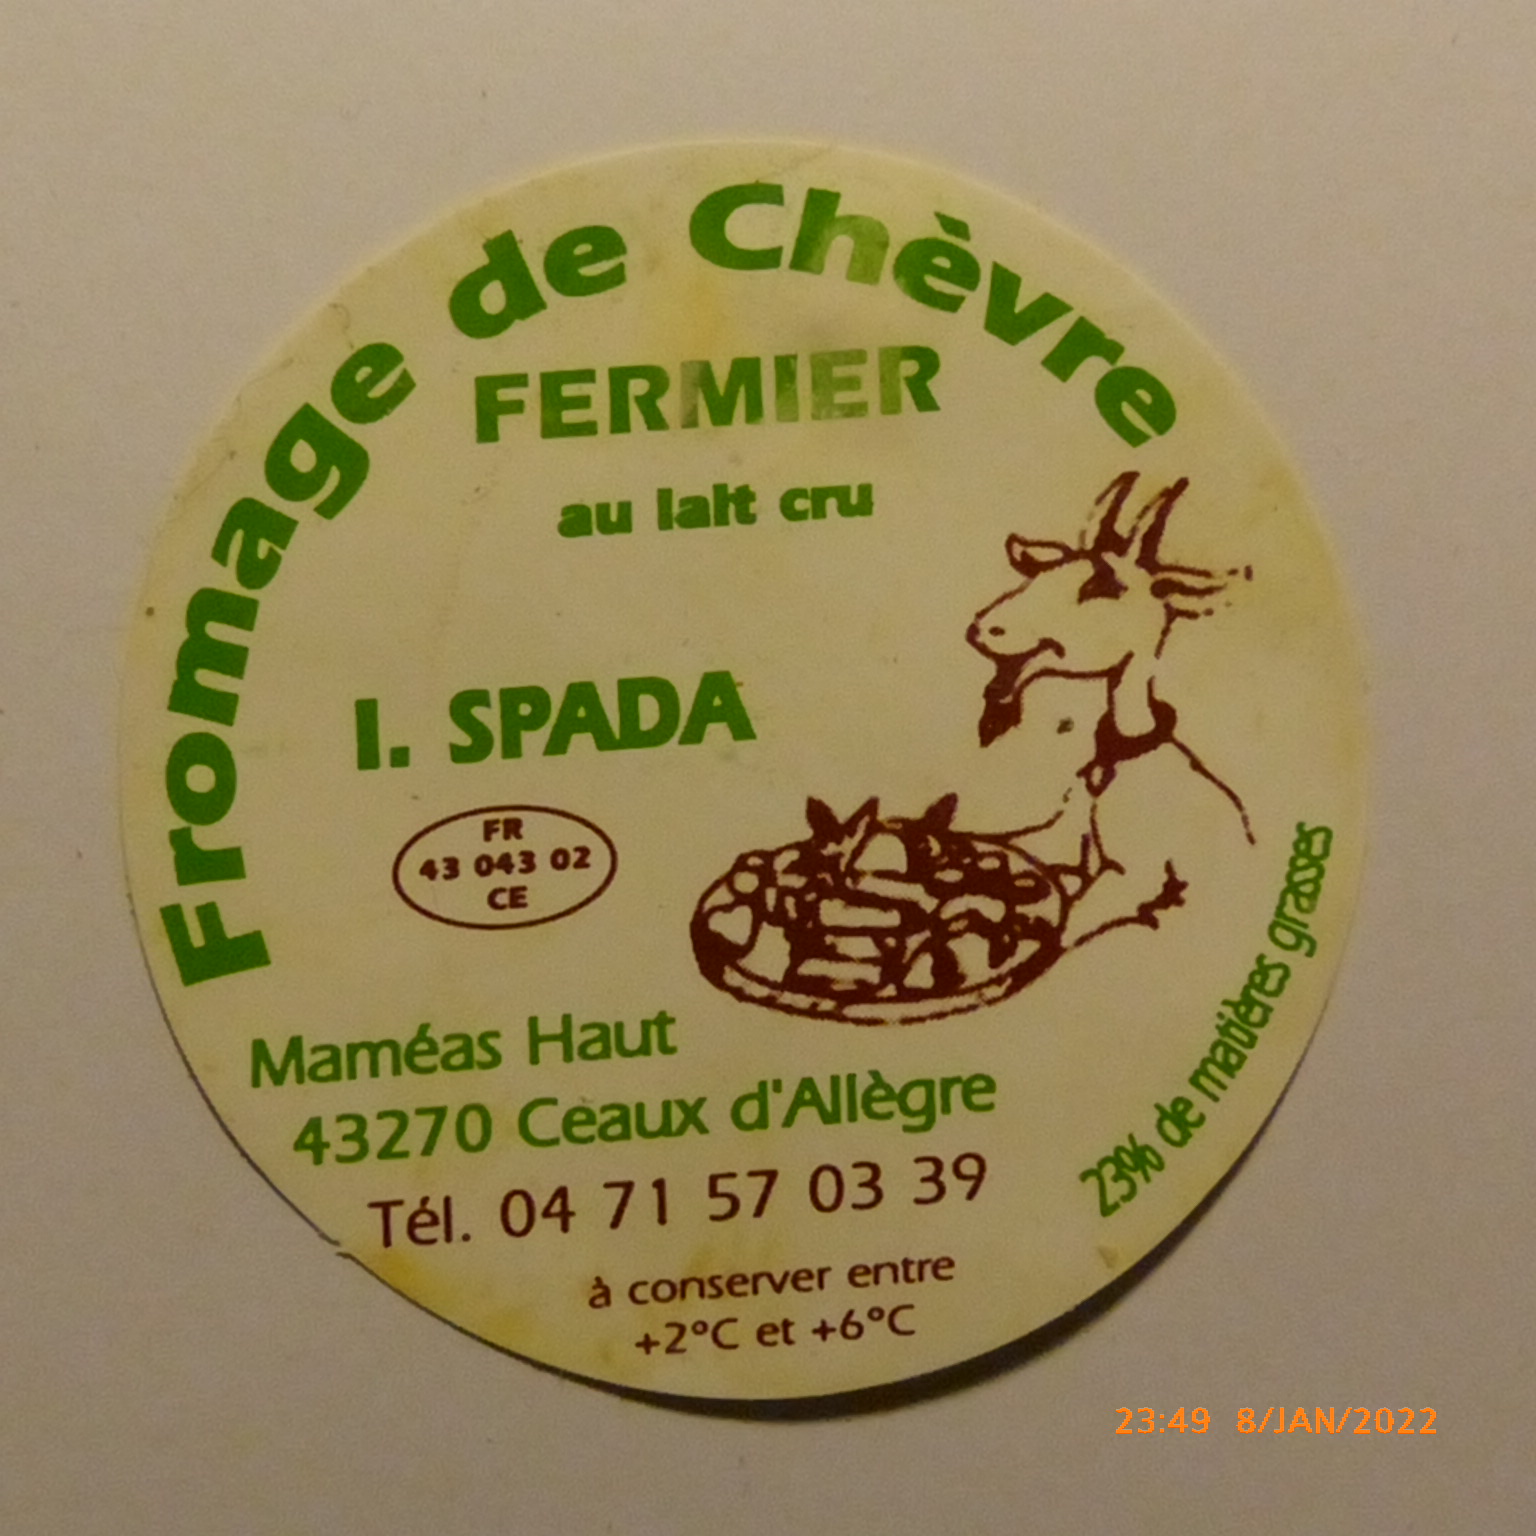 Fromage de Chèvre
FERMIER
au lait cru
I. SPADA
FR
43 043 02
CE
Maméas Haut
43270 Ceaux d'Allègre
Tél. 04 71 57 03 39
à conserver entre
+2°C et +6°C
23% de matières grasses
23:49 8/JAN/2022